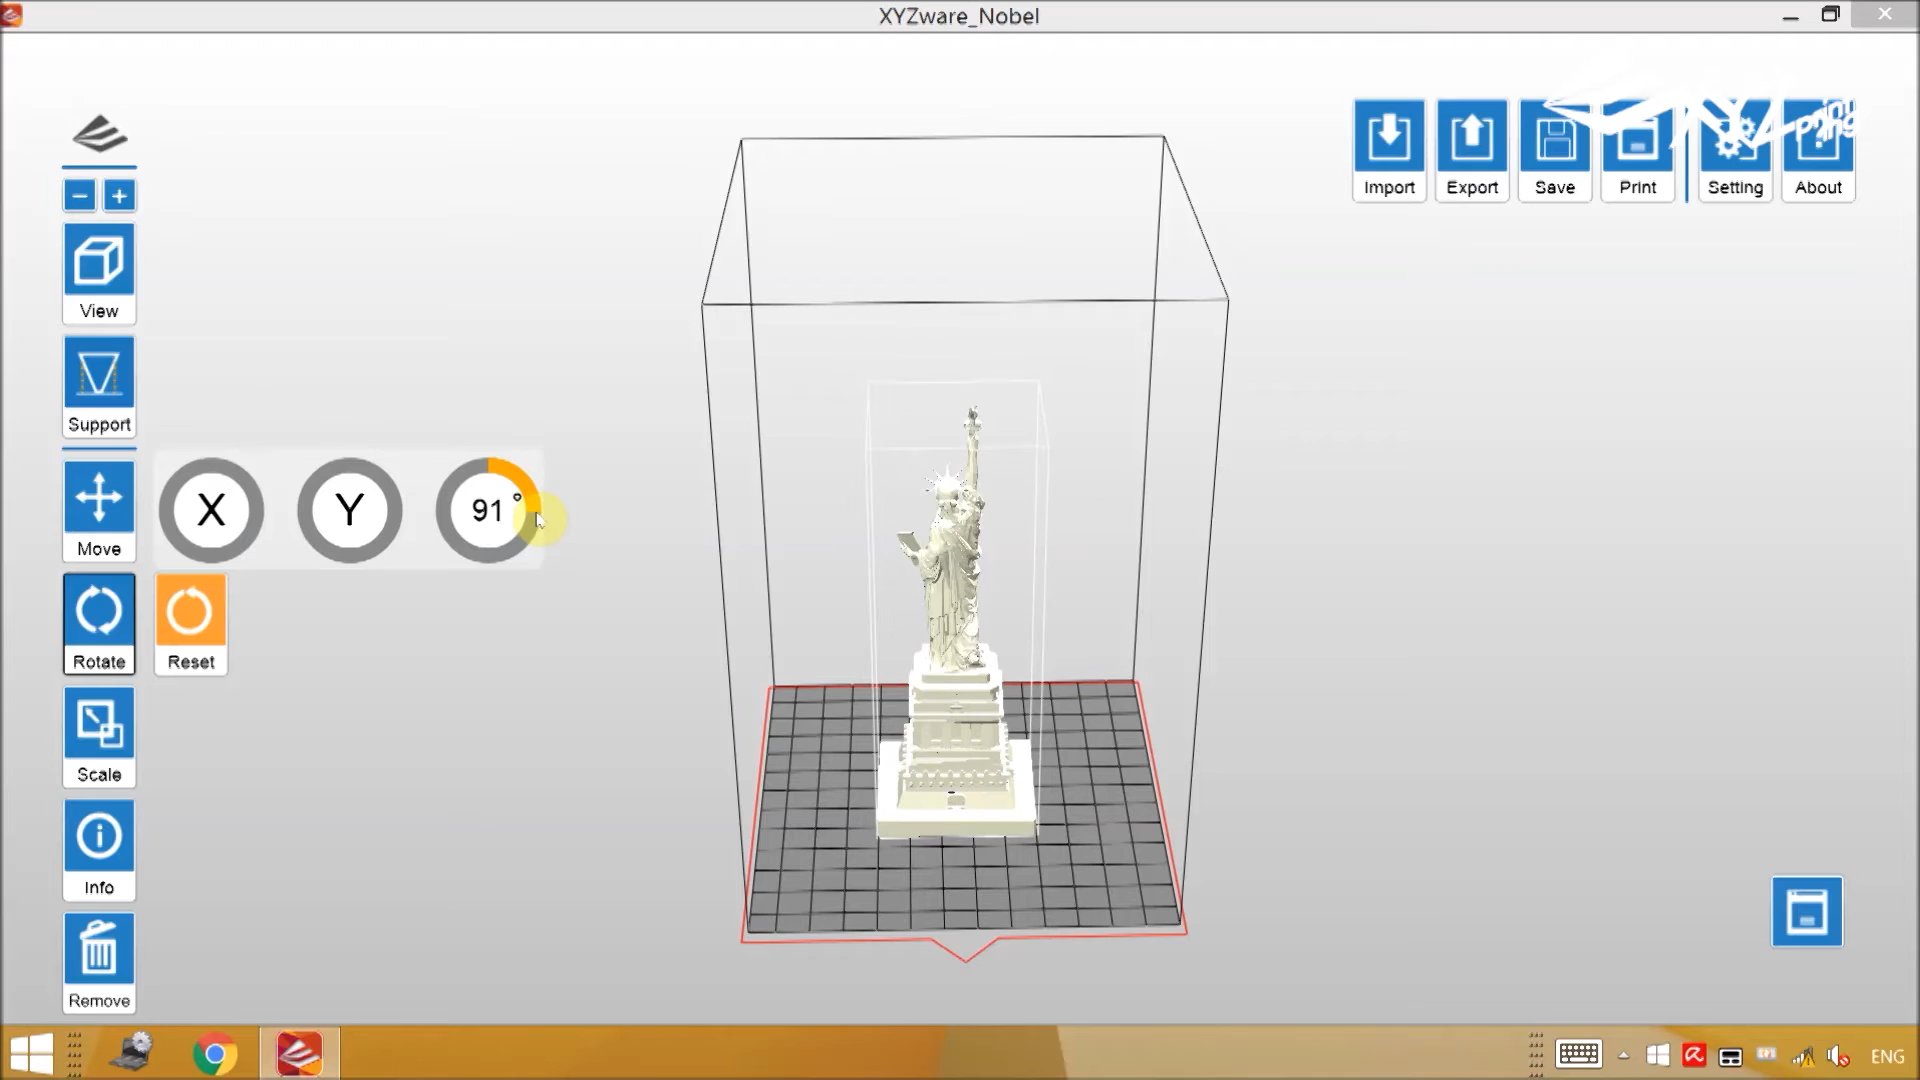 XYZware_Nobel
Import
Export
Save
Print
Setting
About
View
Support
X
Y
91°
Move
Rotate
Reset
Scale
Info
Remove
ENG